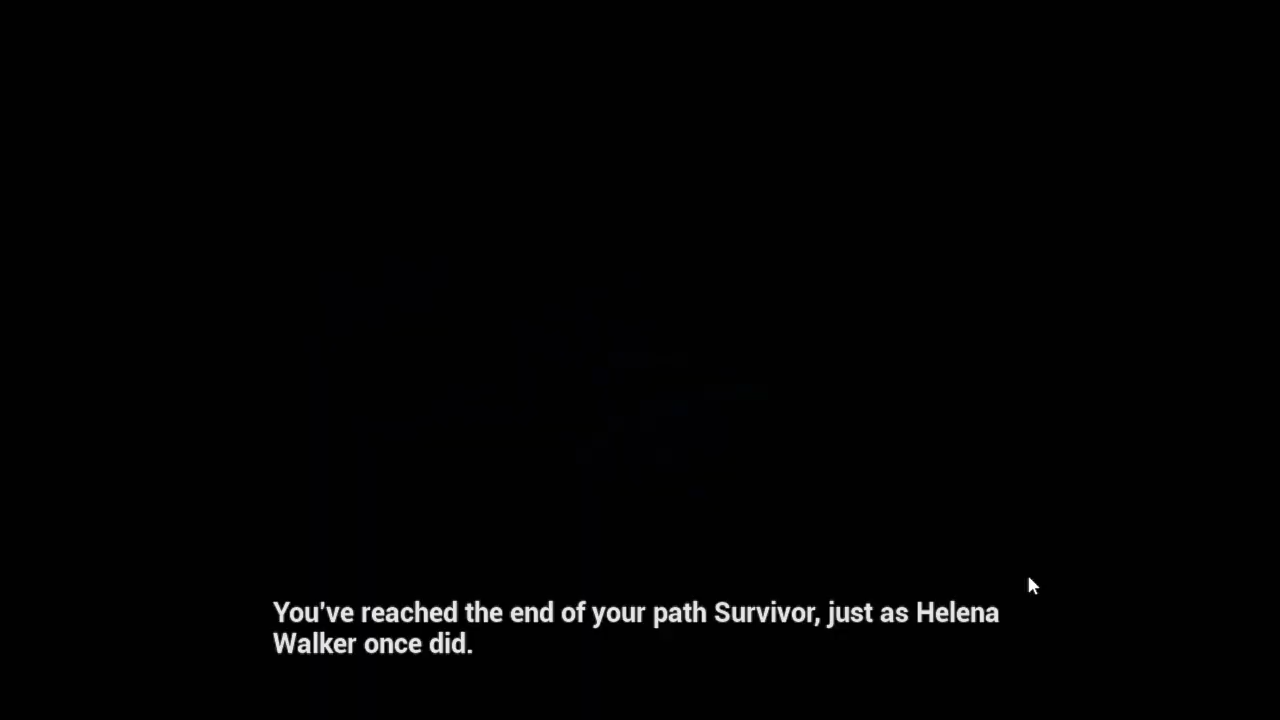 You've reached the end of your path Survivor, just as Helena
Walker once did.